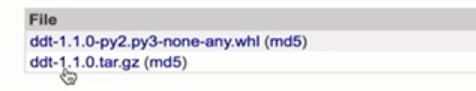 File
ddt-1.1.0-py2.py3-none-any.whl (md5)
ddt-1.1.0.tar.gz (md5)